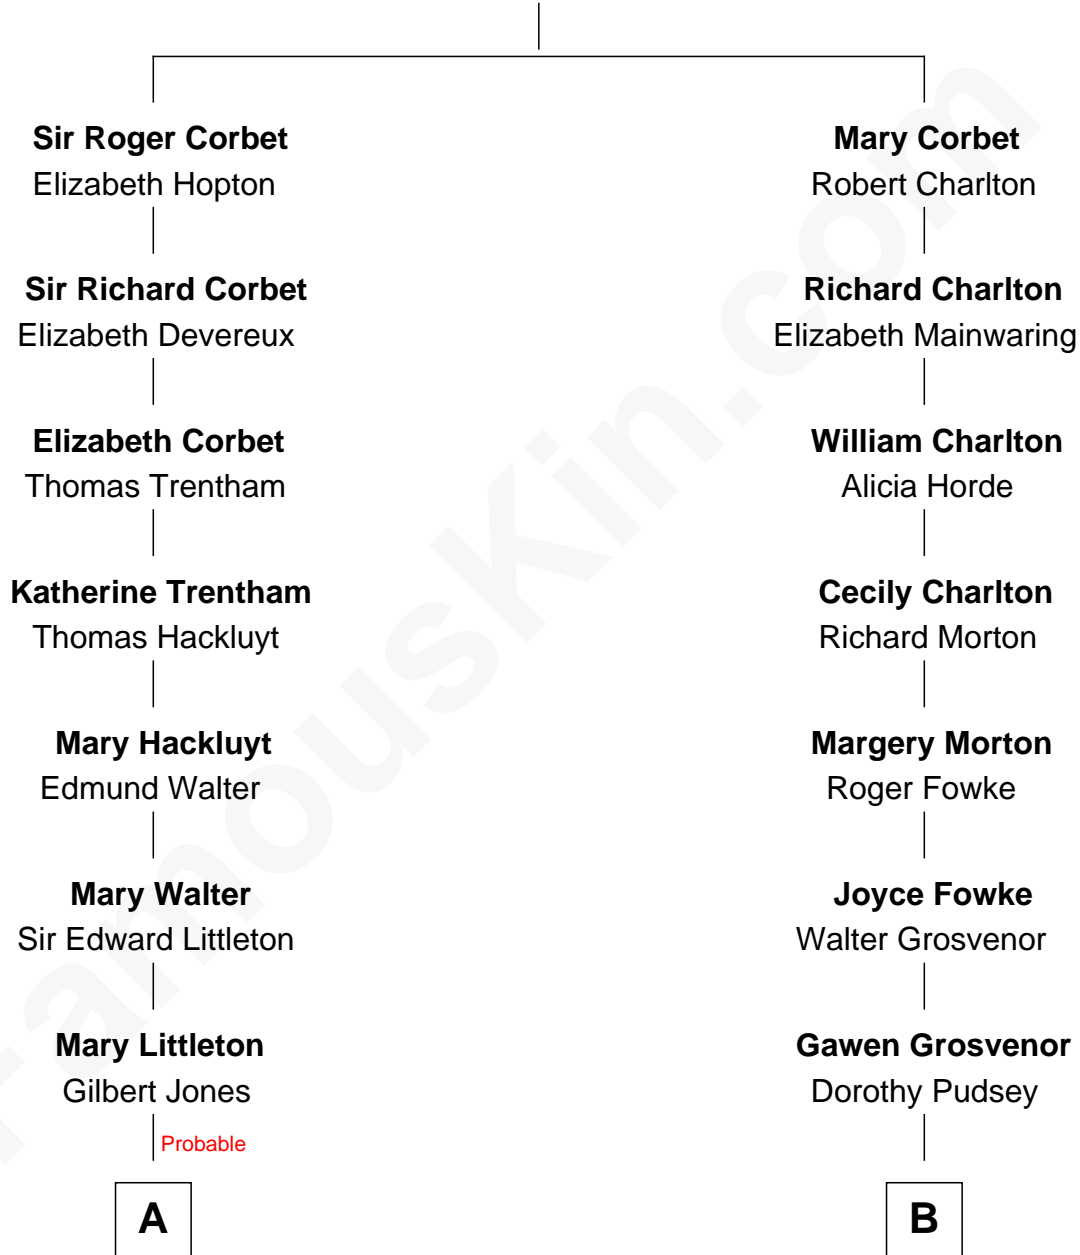 Sir Roger Corbet
Elizabeth Hopton
Mary Corbet
Robert Charlton
Sir Richard Corbet
Elizabeth Devereux
Richard Charlton
Elizabeth Mainwaring
Elizabeth Corbet
Thomas Trentham
William Charlton
Alicia Horde
Katherine Trentham
Thomas Hackluyt
Cecily Charlton
Richard Morton
Mary Hackluyt
Edmund Walter
Margery Morton
Roger Fowke
Mary Walter
Sir Edward Littleton
Joyce Fowke
Walter Grosvenor
Mary Littleton
Gilbert Jones
Gawen Grosvenor
Dorothy Pudsey
Probable
A
B
FamousKin.com